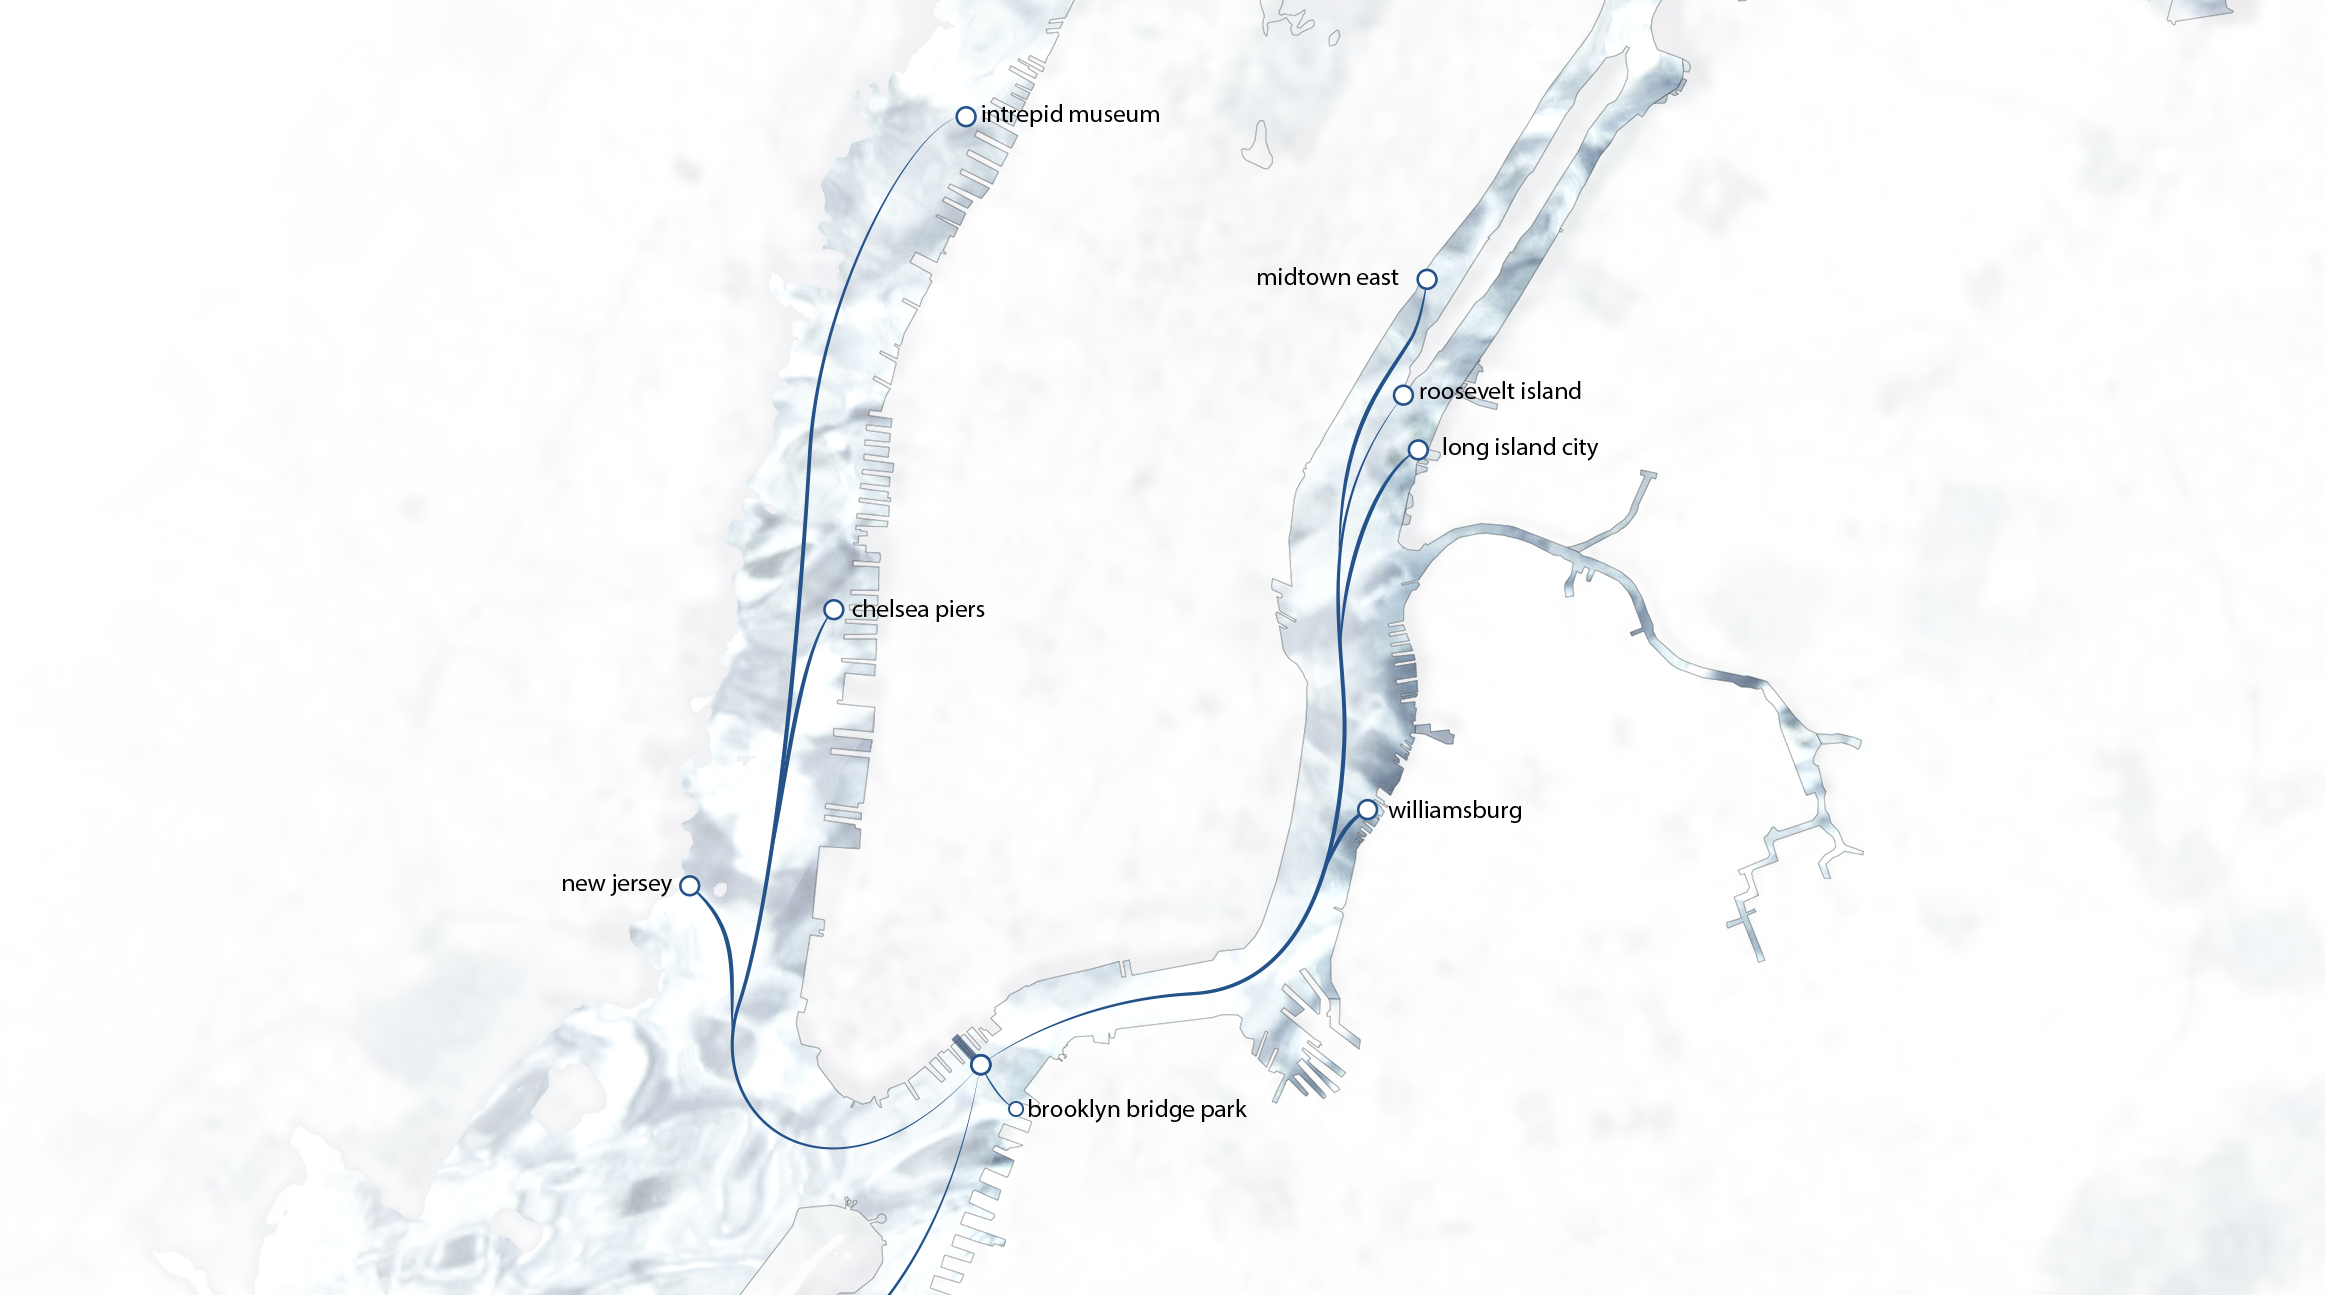 intrepid museum
midtown east
roosevelt island
long island city
chelsea piers
williamsburg
new jersey
brooklyn bridge park